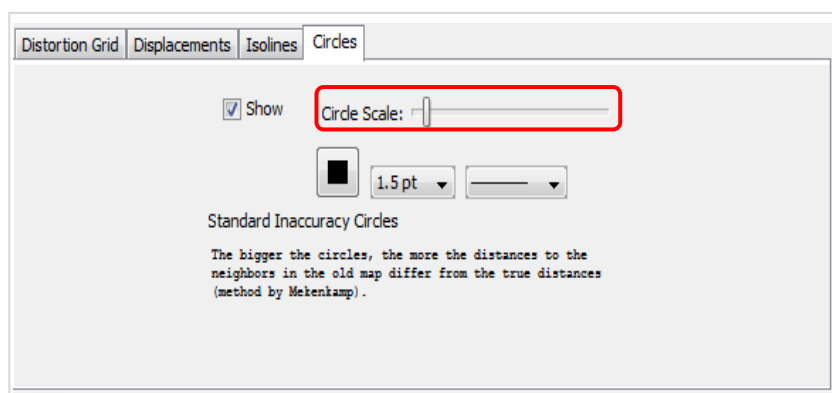 Distortion Grid Displacements Isolines Circles
Show Circle Scale:
1.5 pt
Standard Inaccuracy Circles
The bigger the circles, the more the distances to the
neighbors in the old map differ from the true distances
(method by Mekenkamp).